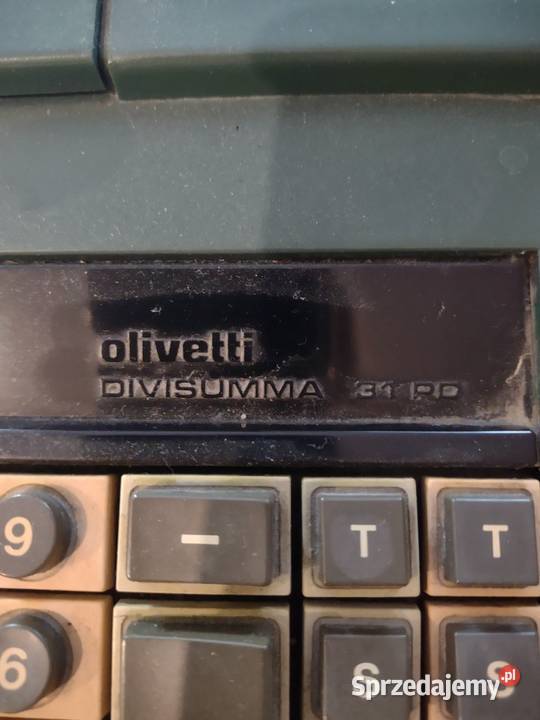 olivetti
DIVISUMMA 31 PD
9 - T T
6 S S
Sprzedajemy.pl